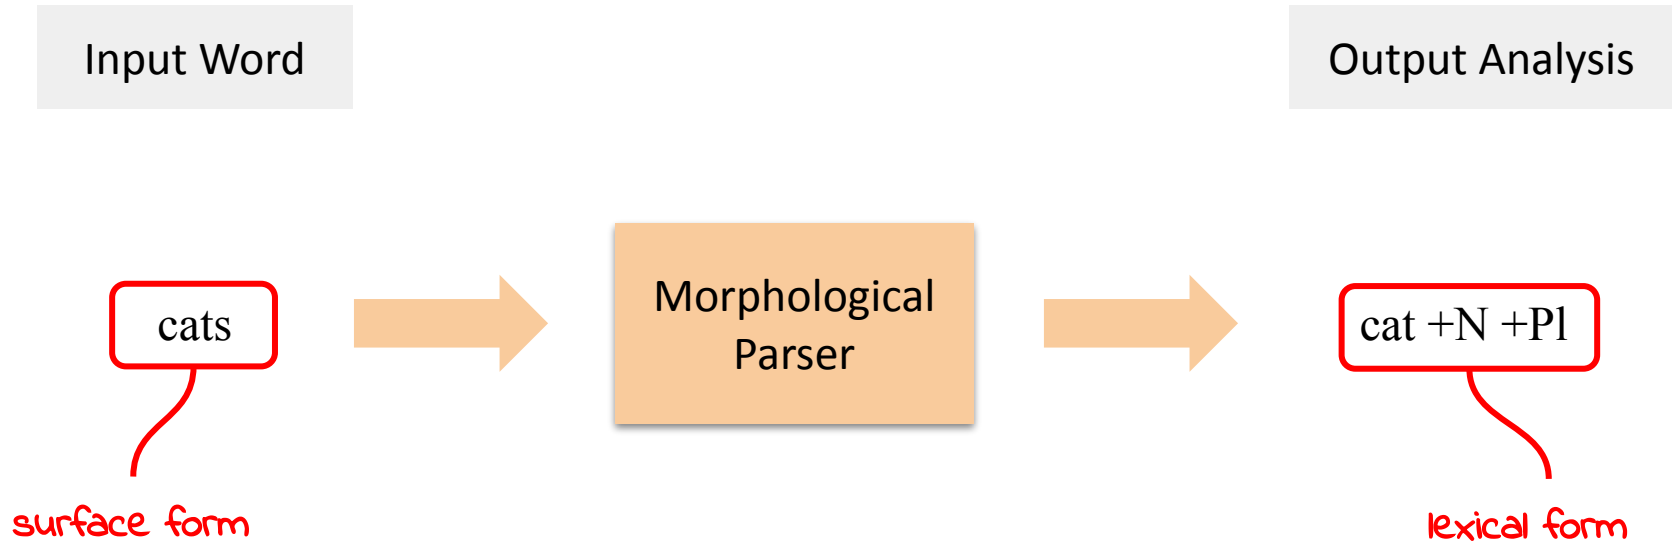 Input Word
Output Analysis
cats
Morphological
Parser
cat +N +Pl
surface form
lexical form